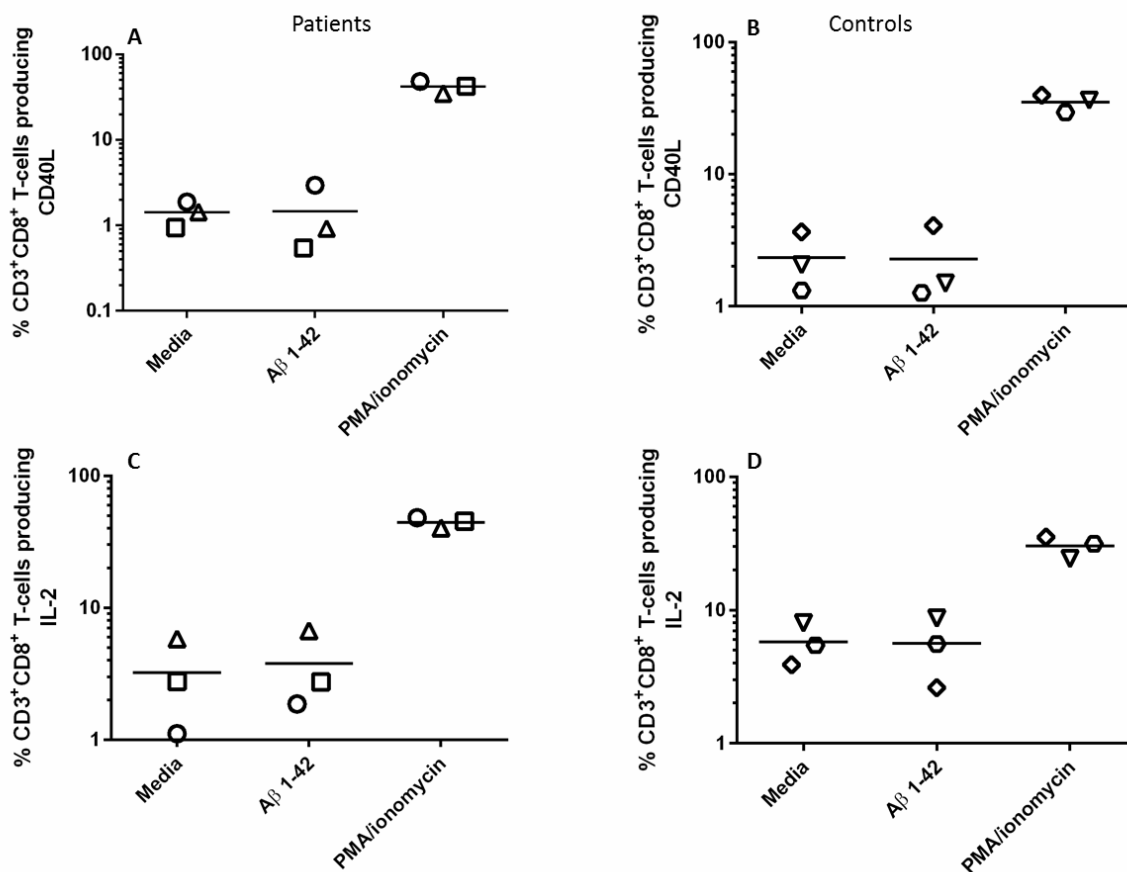 Patients
A
% CD3⁺CD8⁺ T-cells producing
CD40L
100
10
1
0.1
Media
Aβ 1-42
PMA/ionomycin
Controls
B
% CD3⁺CD8⁺ T-cells producing
CD40L
100
10
1
Media
Aβ 1-42
PMA/ionomycin
C
% CD3⁺CD8⁺ T-cells producing
IL-2
100
10
1
Media
Aβ 1-42
PMA/ionomycin
D
% CD3⁺CD8⁺ T-cells producing
IL-2
100
10
1
Media
Aβ 1-42
PMA/ionomycin